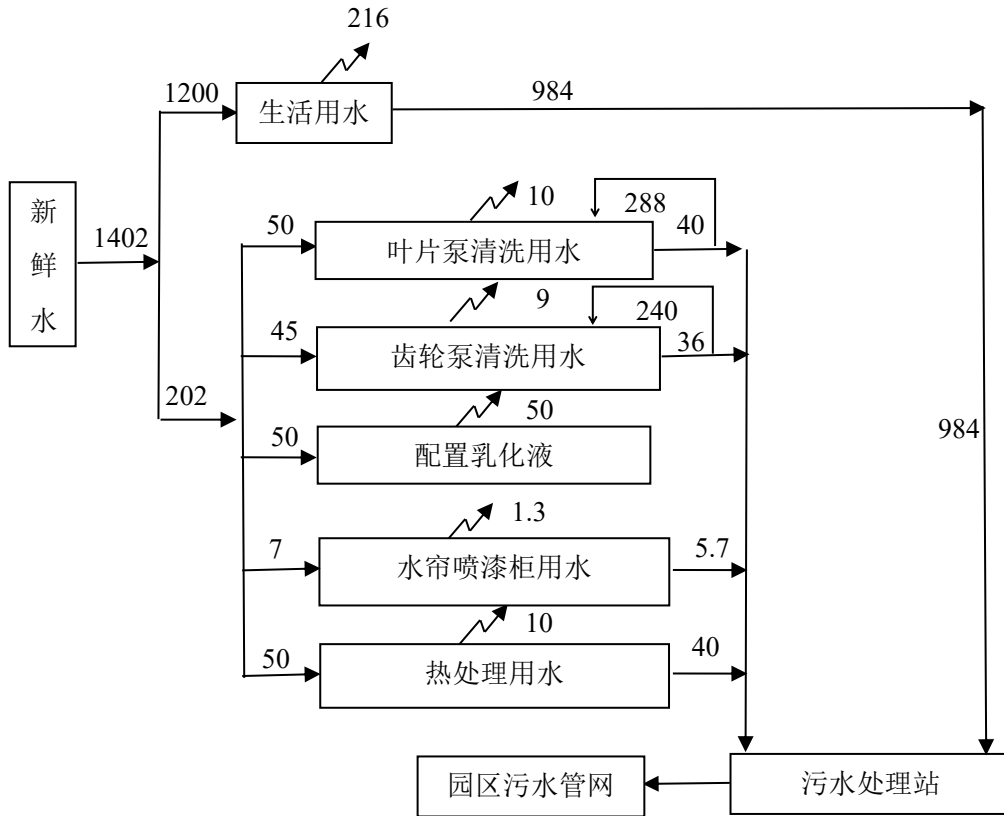 216
1200
984
生活用水
新
鲜
水
1402
10
288
50
40
叶片泵清洗用水
9
240
45
36
齿轮泵清洗用水
202
50
50
984
配置乳化液
1.3
7
5.7
水帘喷漆柜用水
10
50
40
热处理用水
园区污水管网
污水处理站